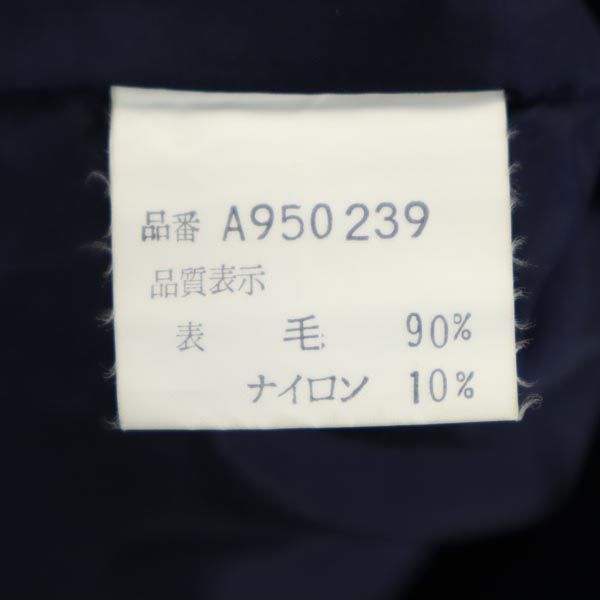 品番 A950239
品質表示
表 毛 90%
ナイロン 10%